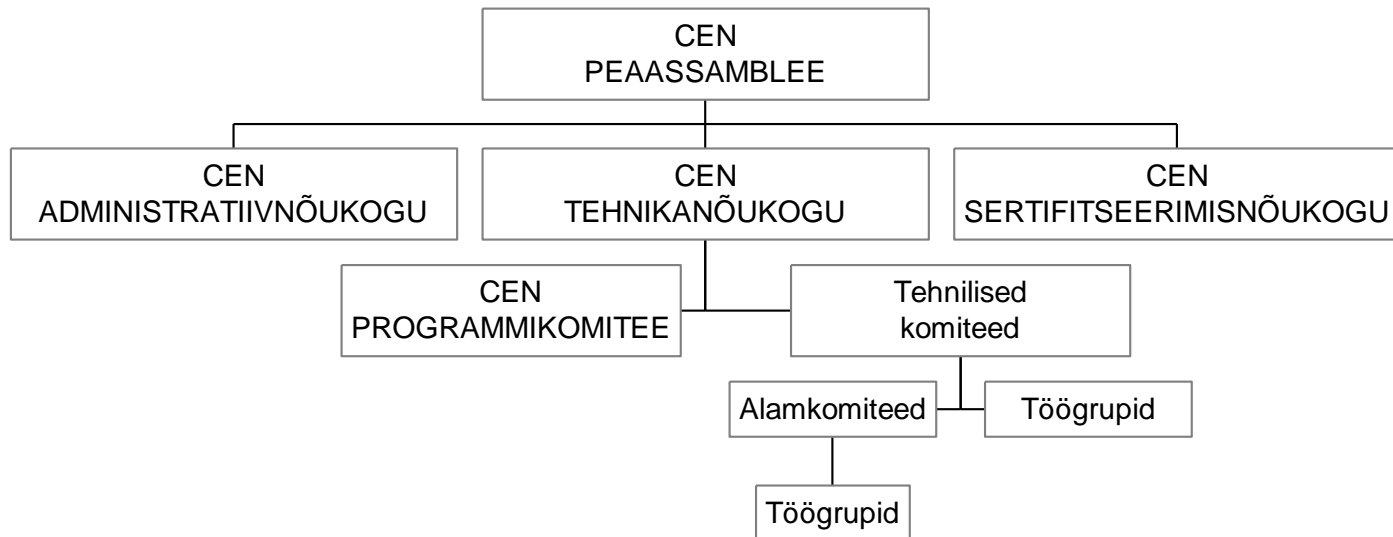 CEN
PEAASSAMBLEE
CEN
ADMINISTRATIIVNÕUKOGU
CEN
TEHNIKANÕUKOGU
CEN
SERTIFITSEERIMISNÕUKOGU
CEN
PROGRAMMIKOMITEE
Tehnilised
komiteed
Alamkomiteed
Töögrupid
Töögrupid